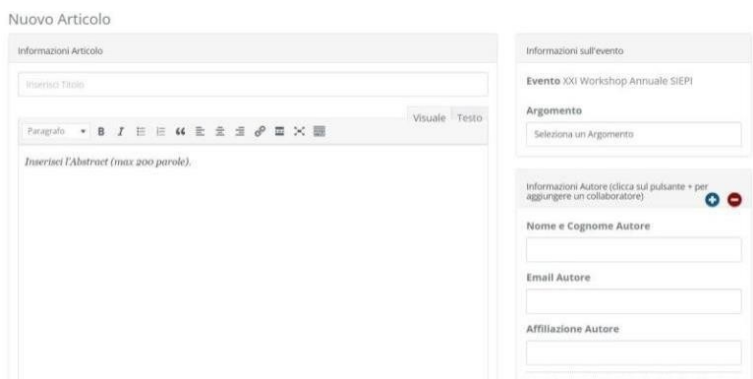 Nuovo Articolo
Informazioni Articolo
Inserisci Titolo
Visuale Testo
Paragrafo
Inserisci l'Abstract (max 200 parole).
Informazioni sull'evento
Evento XXI Workshop Annuale SIEPI
Argomento
Seleziona un Argomento
Informazioni Autore (clicca sul pulsante + per
aggiungere un collaboratore)
Nome e Cognome Autore
Email Autore
Affiliazione Autore